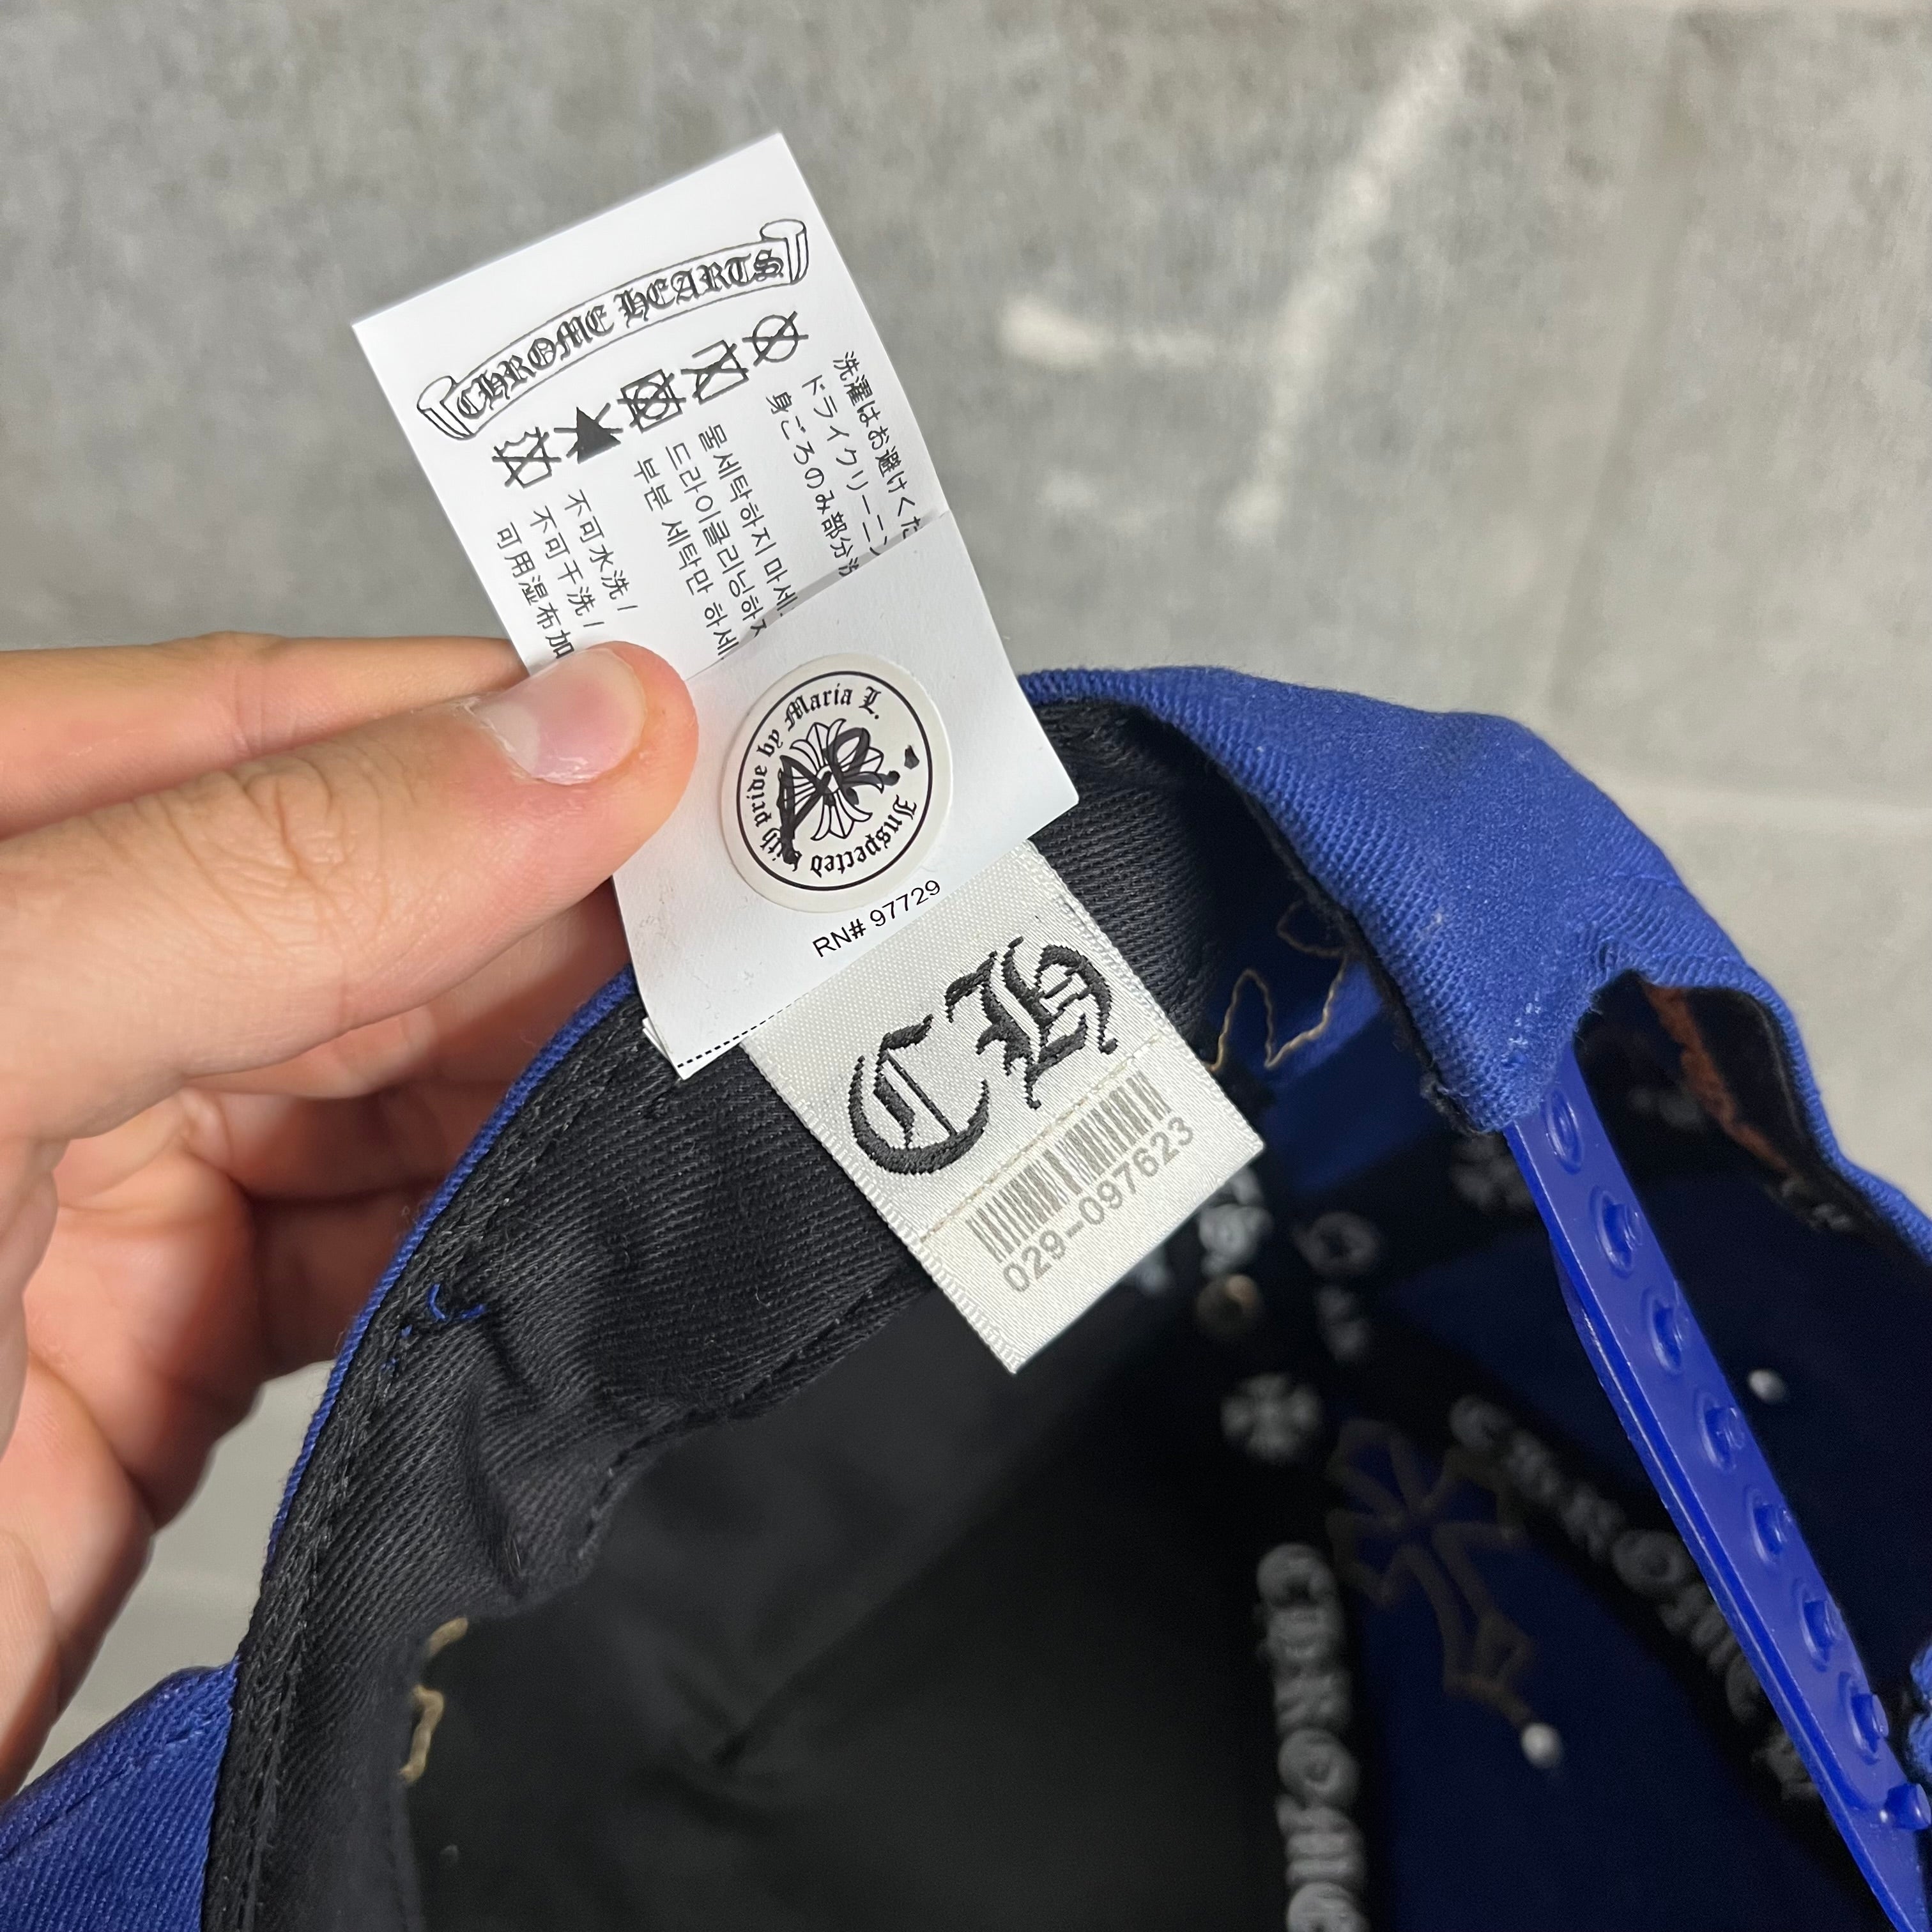 CHROME HEARTS
洗濯はお避けくだ
ドライクリーニン
身ごろのみ部分洗
물세탁하지 마세
드라이클리닝하지
부분 세탁만 하세
不可水洗 /
不可干洗 /
可用湿布加
Inspected with pride by Maria L.
RN# 97729
CH
029-097623
CHROME
CHROME